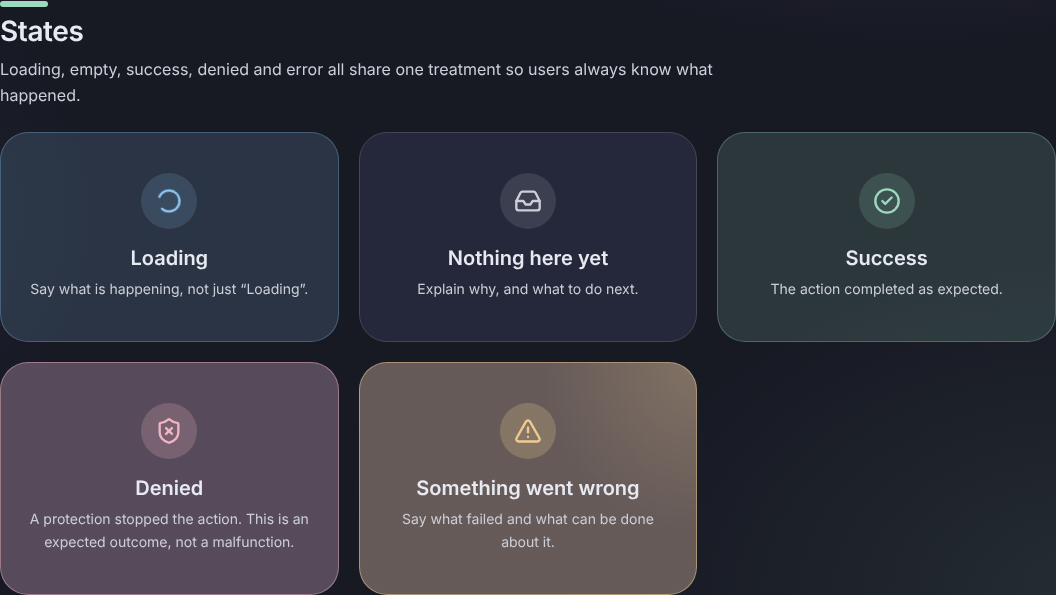 States
Loading, empty, success, denied and error all share one treatment so users always know what
happened.
Loading
Say what is happening, not just “Loading”.
Nothing here yet
Explain why, and what to do next.
Success
The action completed as expected.
Denied
A protection stopped the action. This is an
expected outcome, not a malfunction.
Something went wrong
Say what failed and what can be done
about it.